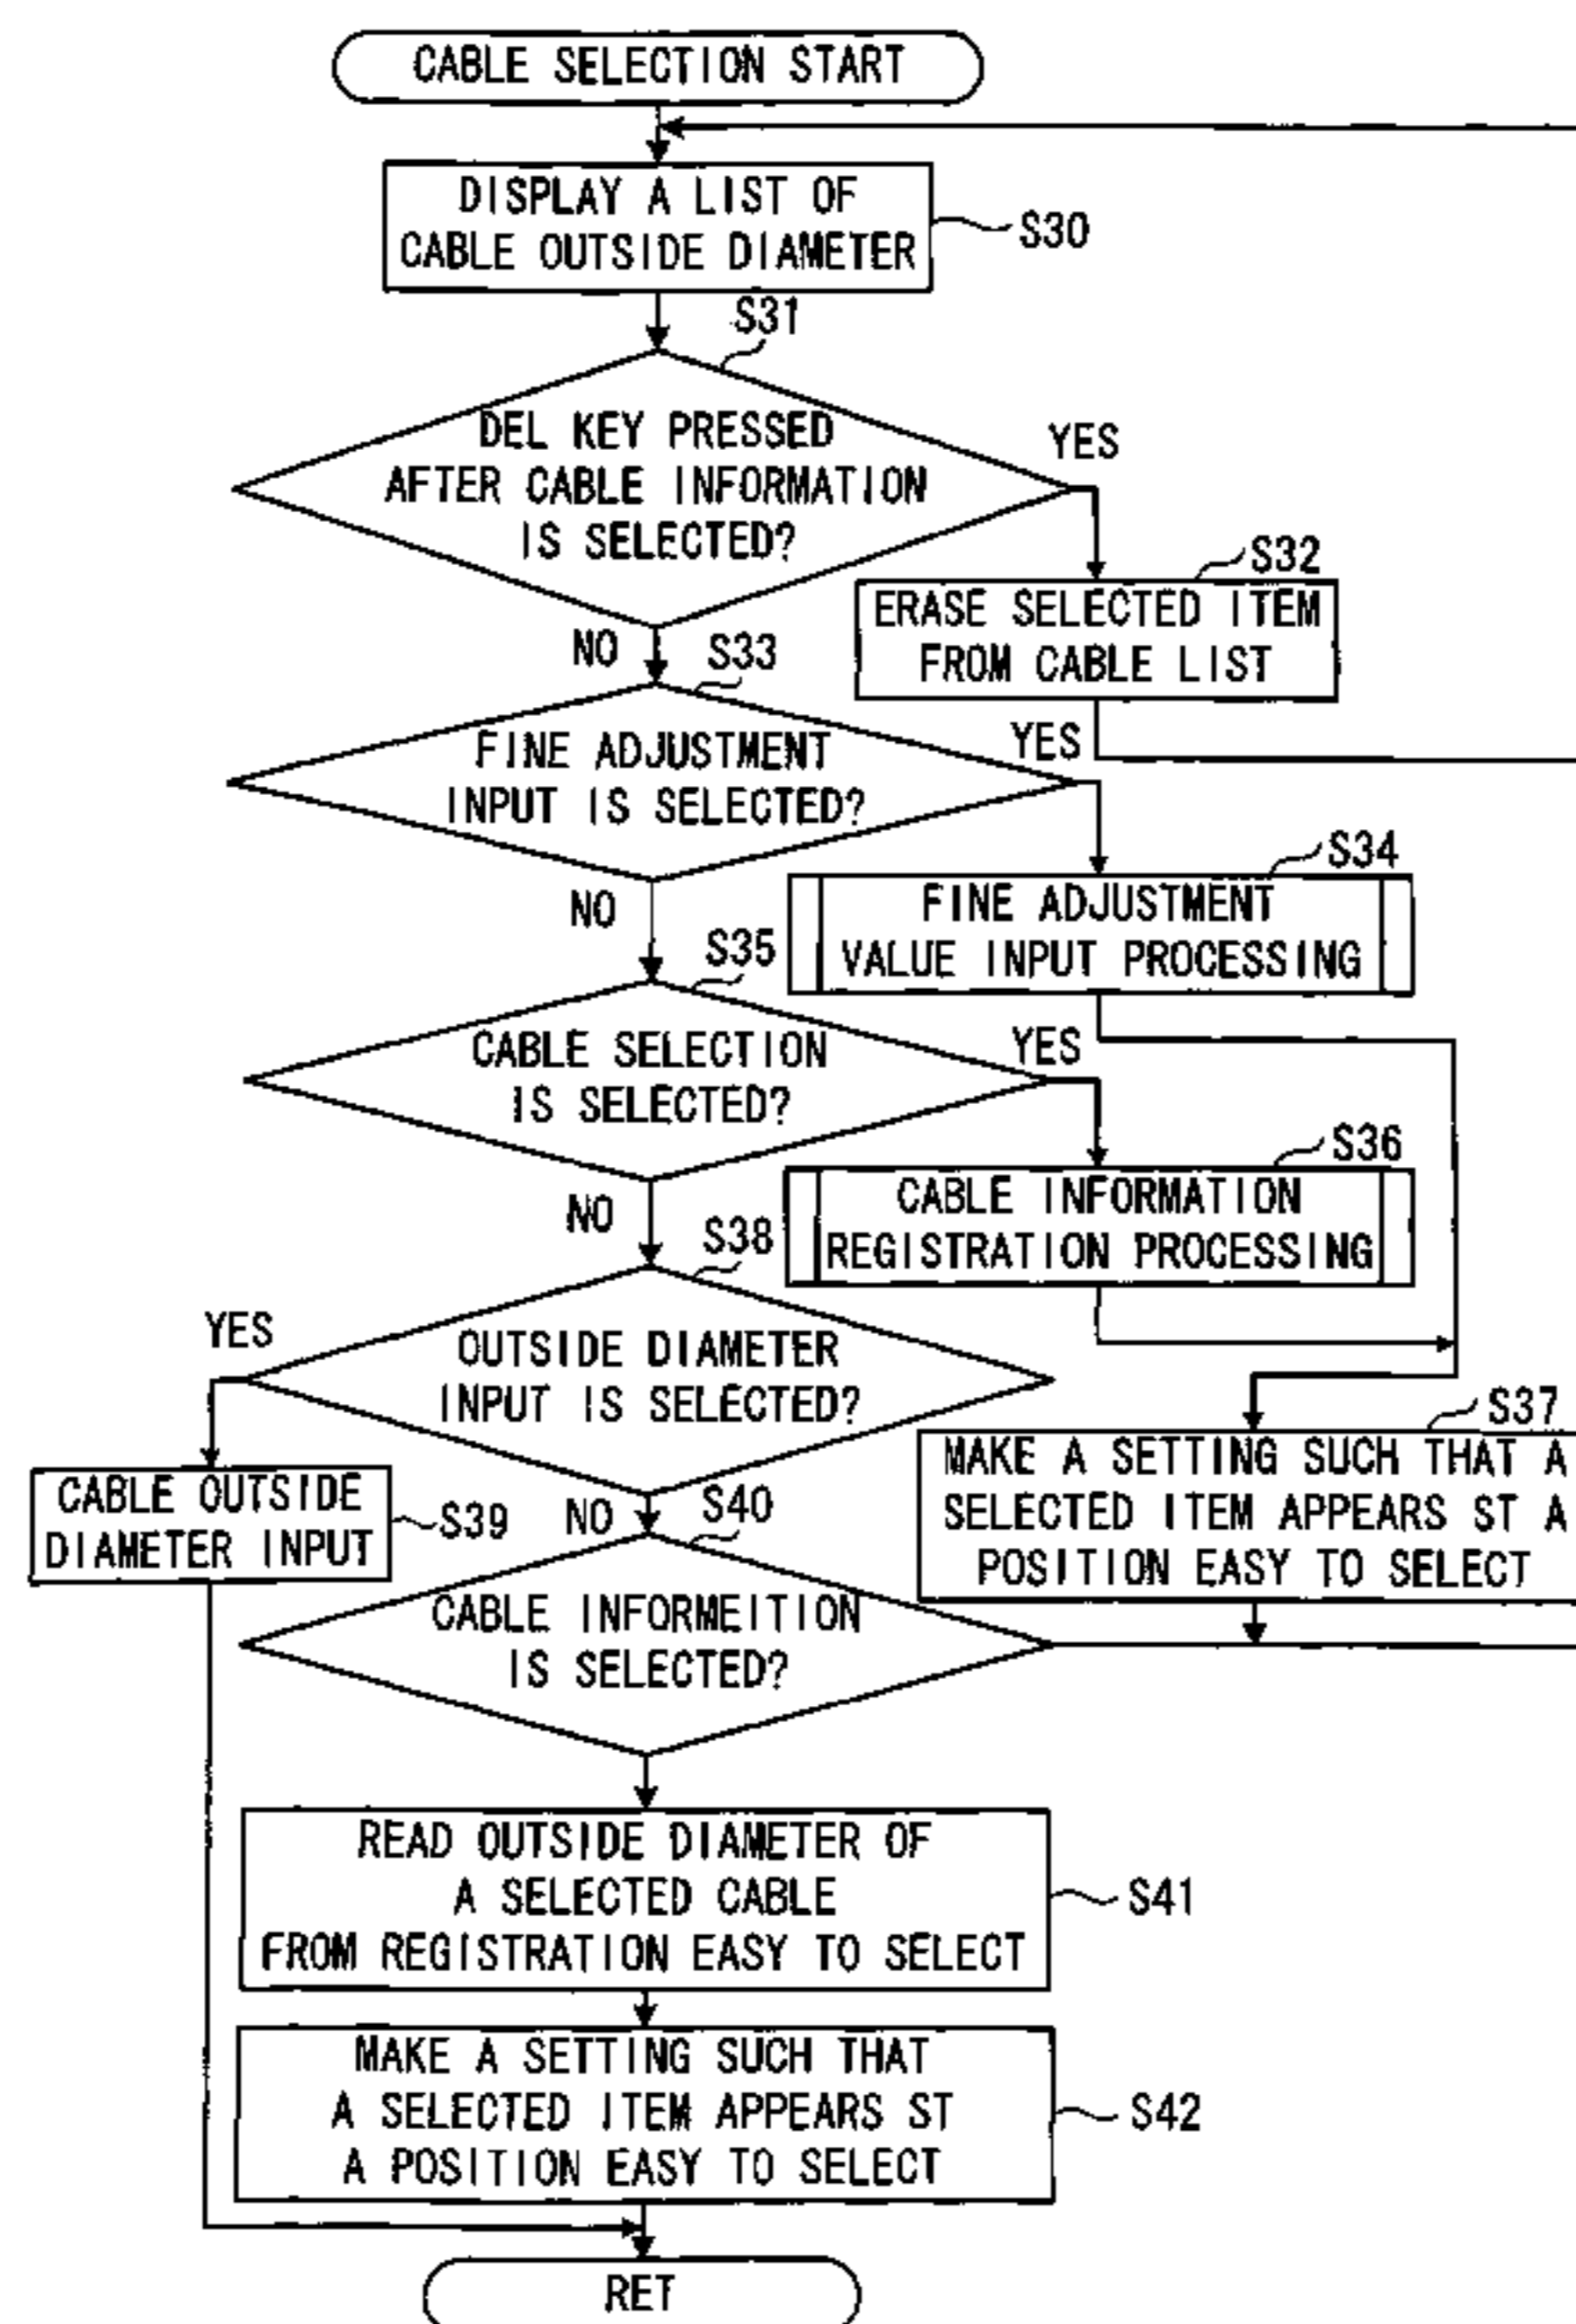 CABLE SELECTION START
DISPLAY A LIST OF
CABLE OUTSIDE DIAMETER
S30
S31
DEL KEY PRESSED
AFTER CABLE INFORMATION
IS SELECTED?
YES
S32
ERASE SELECTED ITEM
FROM CABLE LIST
NO
S33
FINE ADJUSTMENT
INPUT IS SELECTED?
YES
S34
FINE ADJUSTMENT
VALUE INPUT PROCESSING
NO
S35
CABLE SELECTION
IS SELECTED?
YES
S36
CABLE INFORMATION
REGISTRATION PROCESSING
NO
S38
OUTSIDE DIAMETER
INPUT IS SELECTED?
YES
S37
MAKE A SETTING SUCH THAT A
SELECTED ITEM APPEARS ST A
POSITION EASY TO SELECT
CABLE OUTSIDE
DIAMETER INPUT
S39
NO
S40
CABLE INFORMEITION
IS SELECTED?
READ OUTSIDE DIAMETER OF
A SELECTED CABLE
FROM REGISTRATION EASY TO SELECT
S41
MAKE A SETTING SUCH THAT
A SELECTED ITEM APPEARS ST
A POSITION EASY TO SELECT
S42
RET